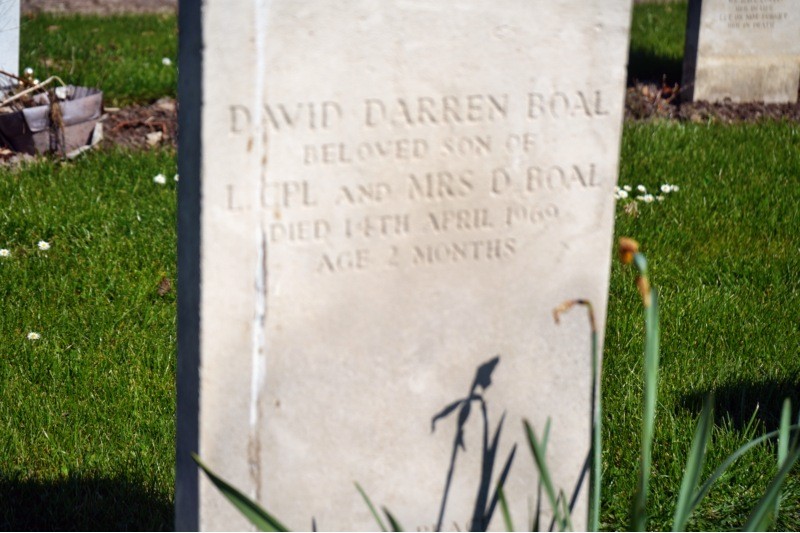 DAVID DARREN BOAL
BELOVED SON OF
L. CPL AND MRS D. BOAL
DIED 14TH APRIL 1969
AGE 2 MONTHS